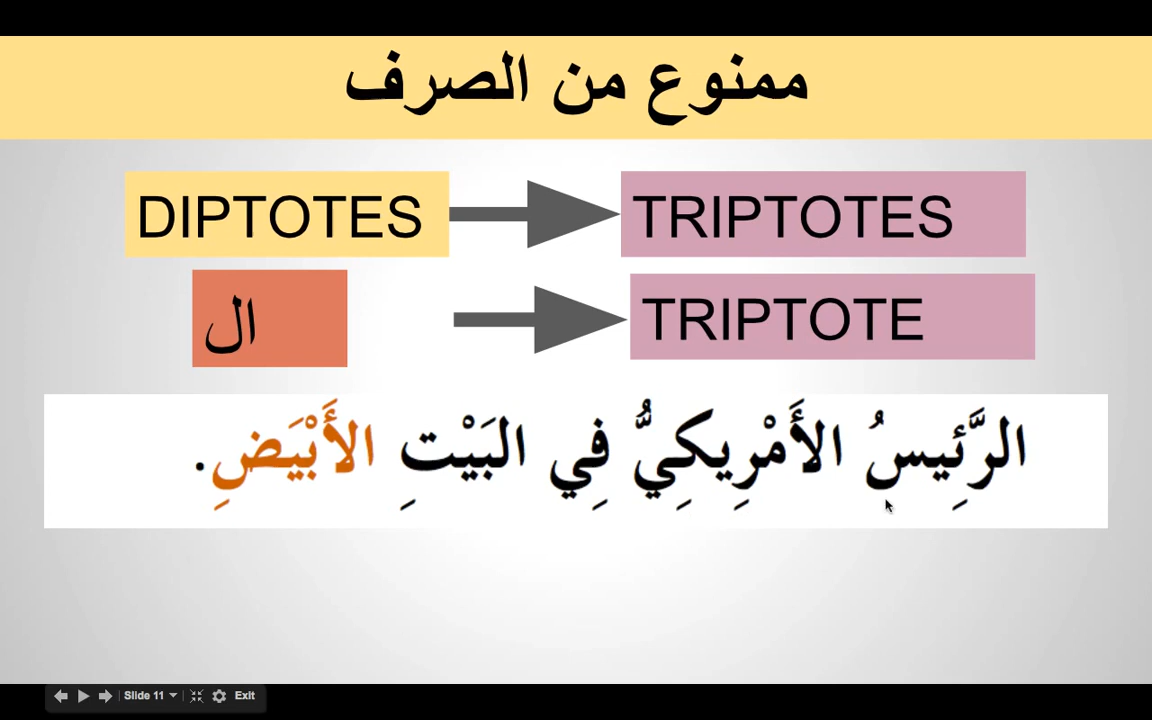 ممنوع من الصرف
DIPTOTES TRIPTOTES
ال TRIPTOTE
الرَّئِيسُ الأَمْرِيكِيُّ فِي البَيْتِ الأَبْيَضِ.
Slide 11 Exit